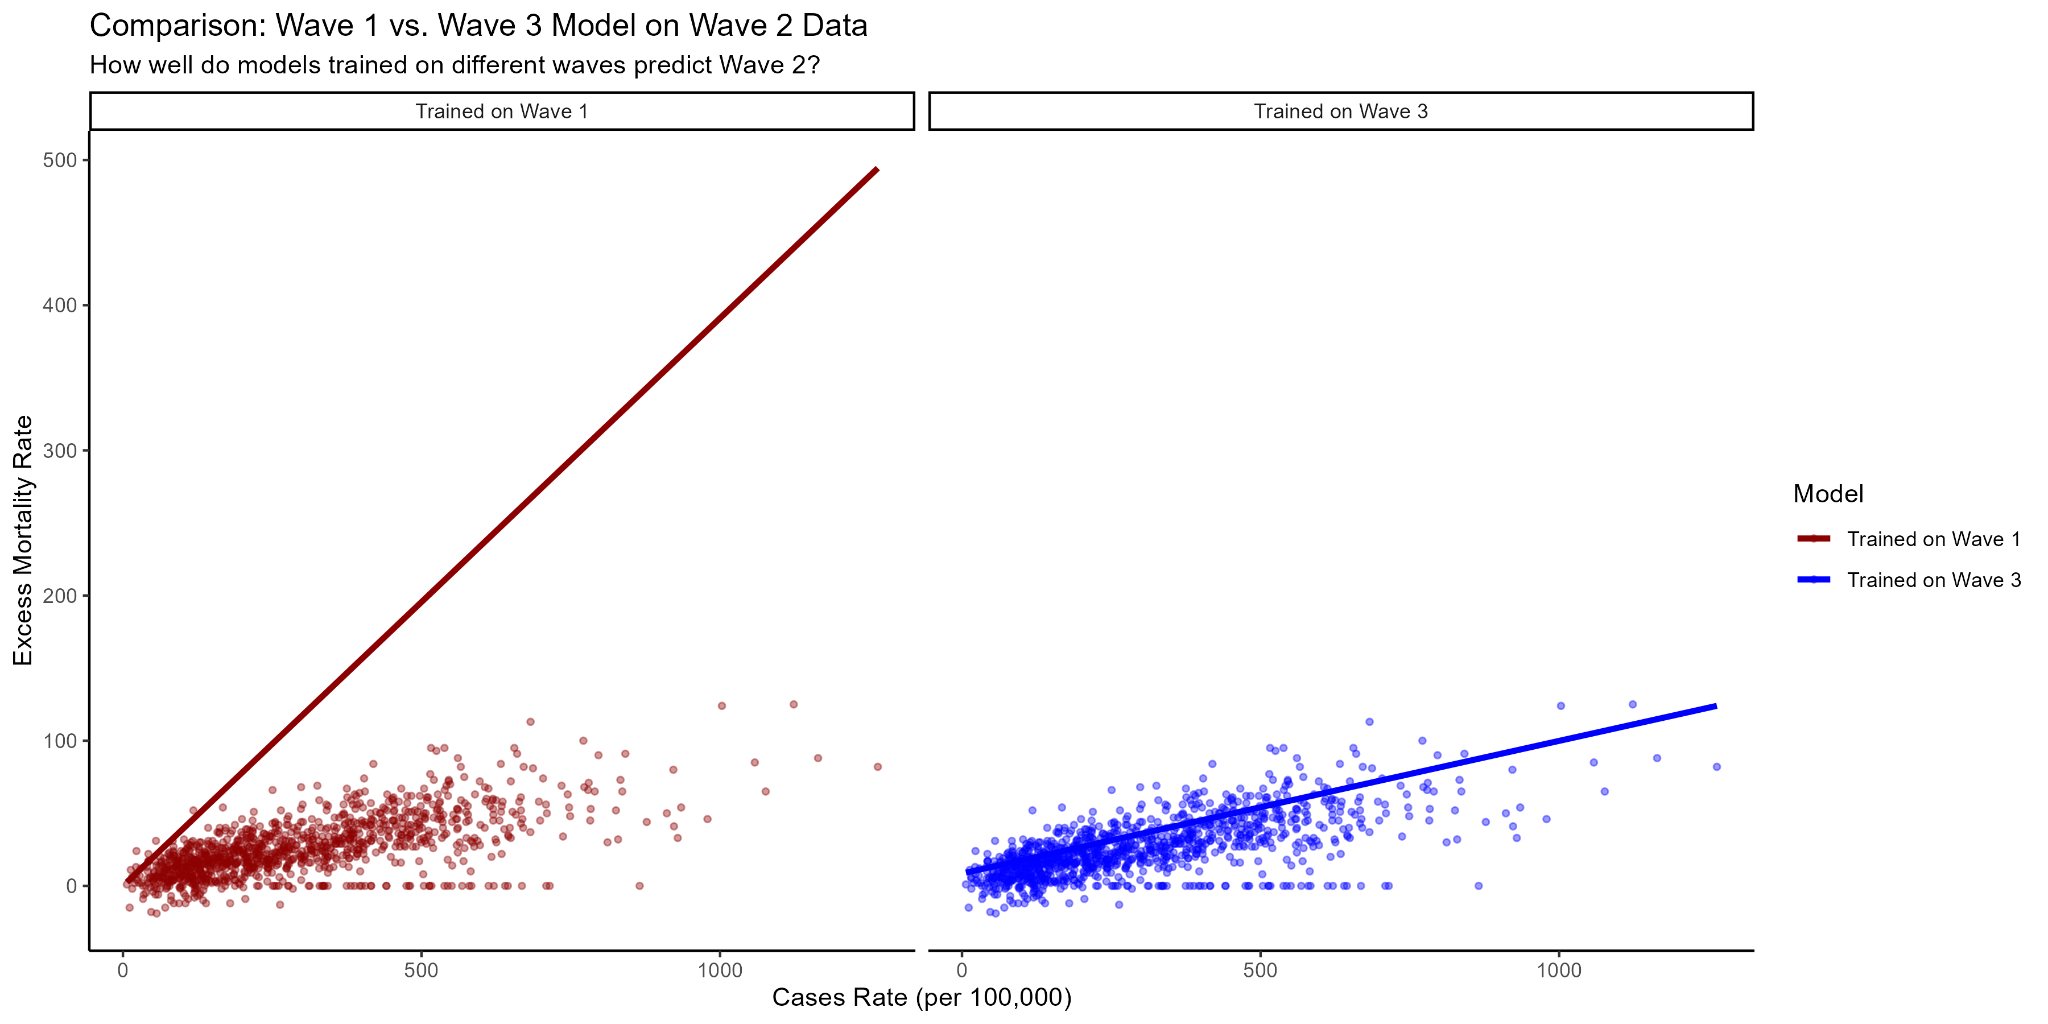 Comparison: Wave 1 vs. Wave 3 Model on Wave 2 Data
How well do models trained on different waves predict Wave 2?
Trained on Wave 1
Trained on Wave 3
Excess Mortality Rate
500
400
300
200
100
0
0
500
1000
0
500
1000
Cases Rate (per 100,000)
Model
Trained on Wave 1
Trained on Wave 3